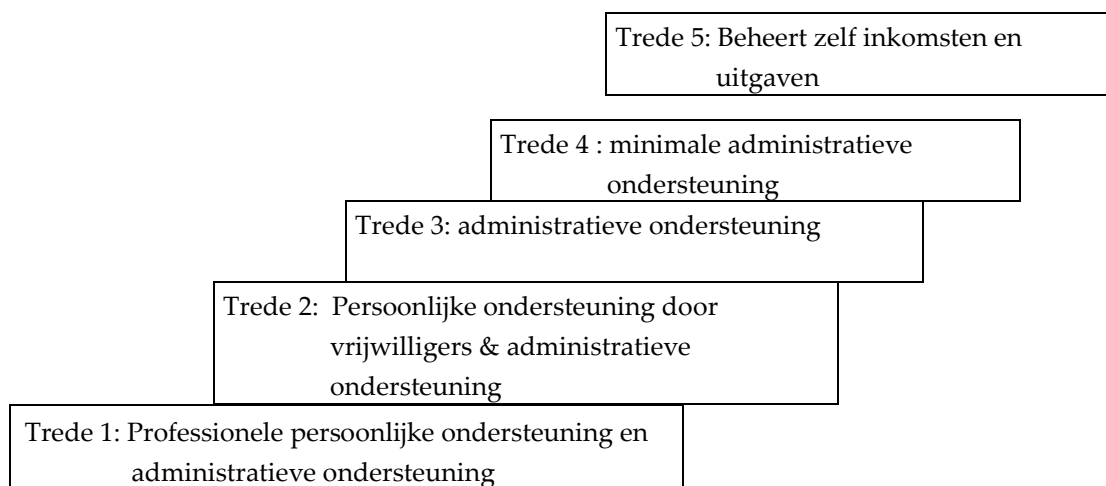 Trede 5: Beheert zelf inkomsten en
uitgaven
Trede 4 : minimale administratieve
ondersteuning
Trede 3: administratieve ondersteuning
Trede 2: Persoonlijke ondersteuning door
vrijwilligers & administratieve
ondersteuning
Trede 1: Professionele persoonlijke ondersteuning en
administratieve ondersteuning